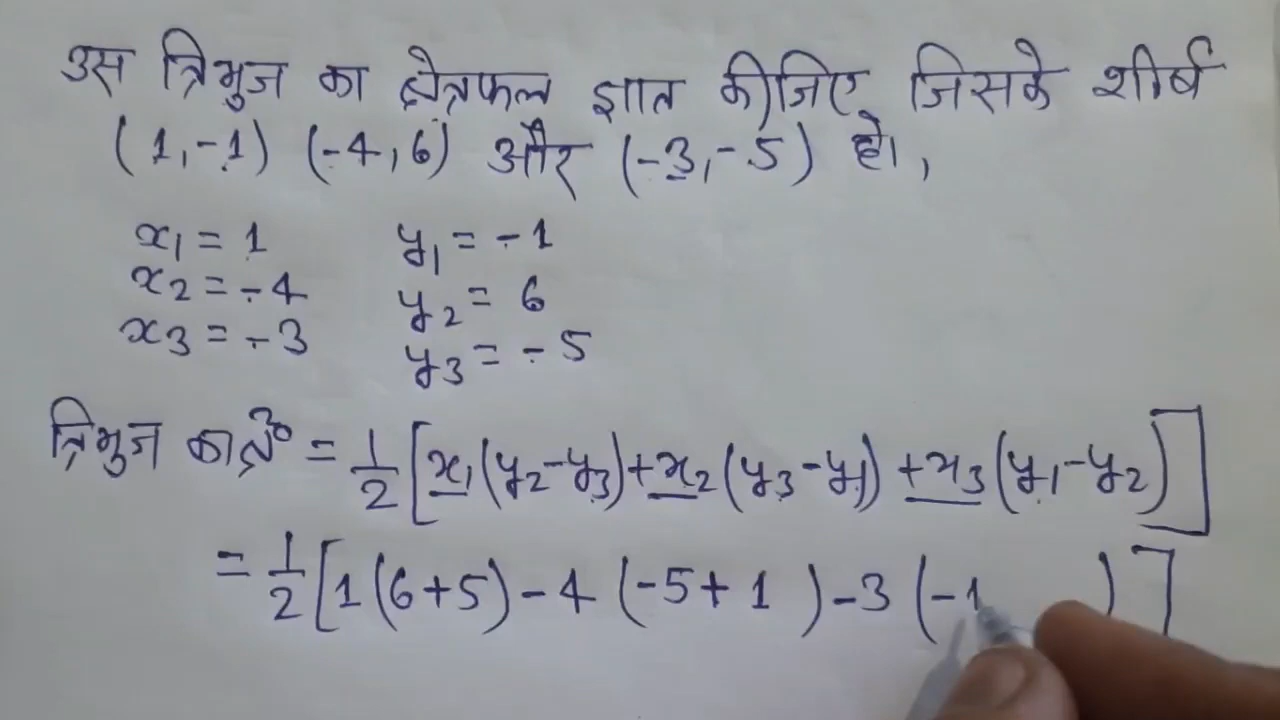 उस त्रिभुज का क्षेत्रफल ज्ञात कीजिए जिसके शीर्ष
(1,-1) (-4,6) और (-3,-5) हो,
x₁ = 1 y₁ = -1
x₂ = -4 y₂ = 6
x₃ = -3 y₃ = -5
त्रिभुज का क्षे० = 1/2 [x₁(y₂-y₃)+x₂(y₃-y₁)+x₃(y₁-y₂)]
= 1/2 [1(6+5)-4(-5+1)-3(-1 )]